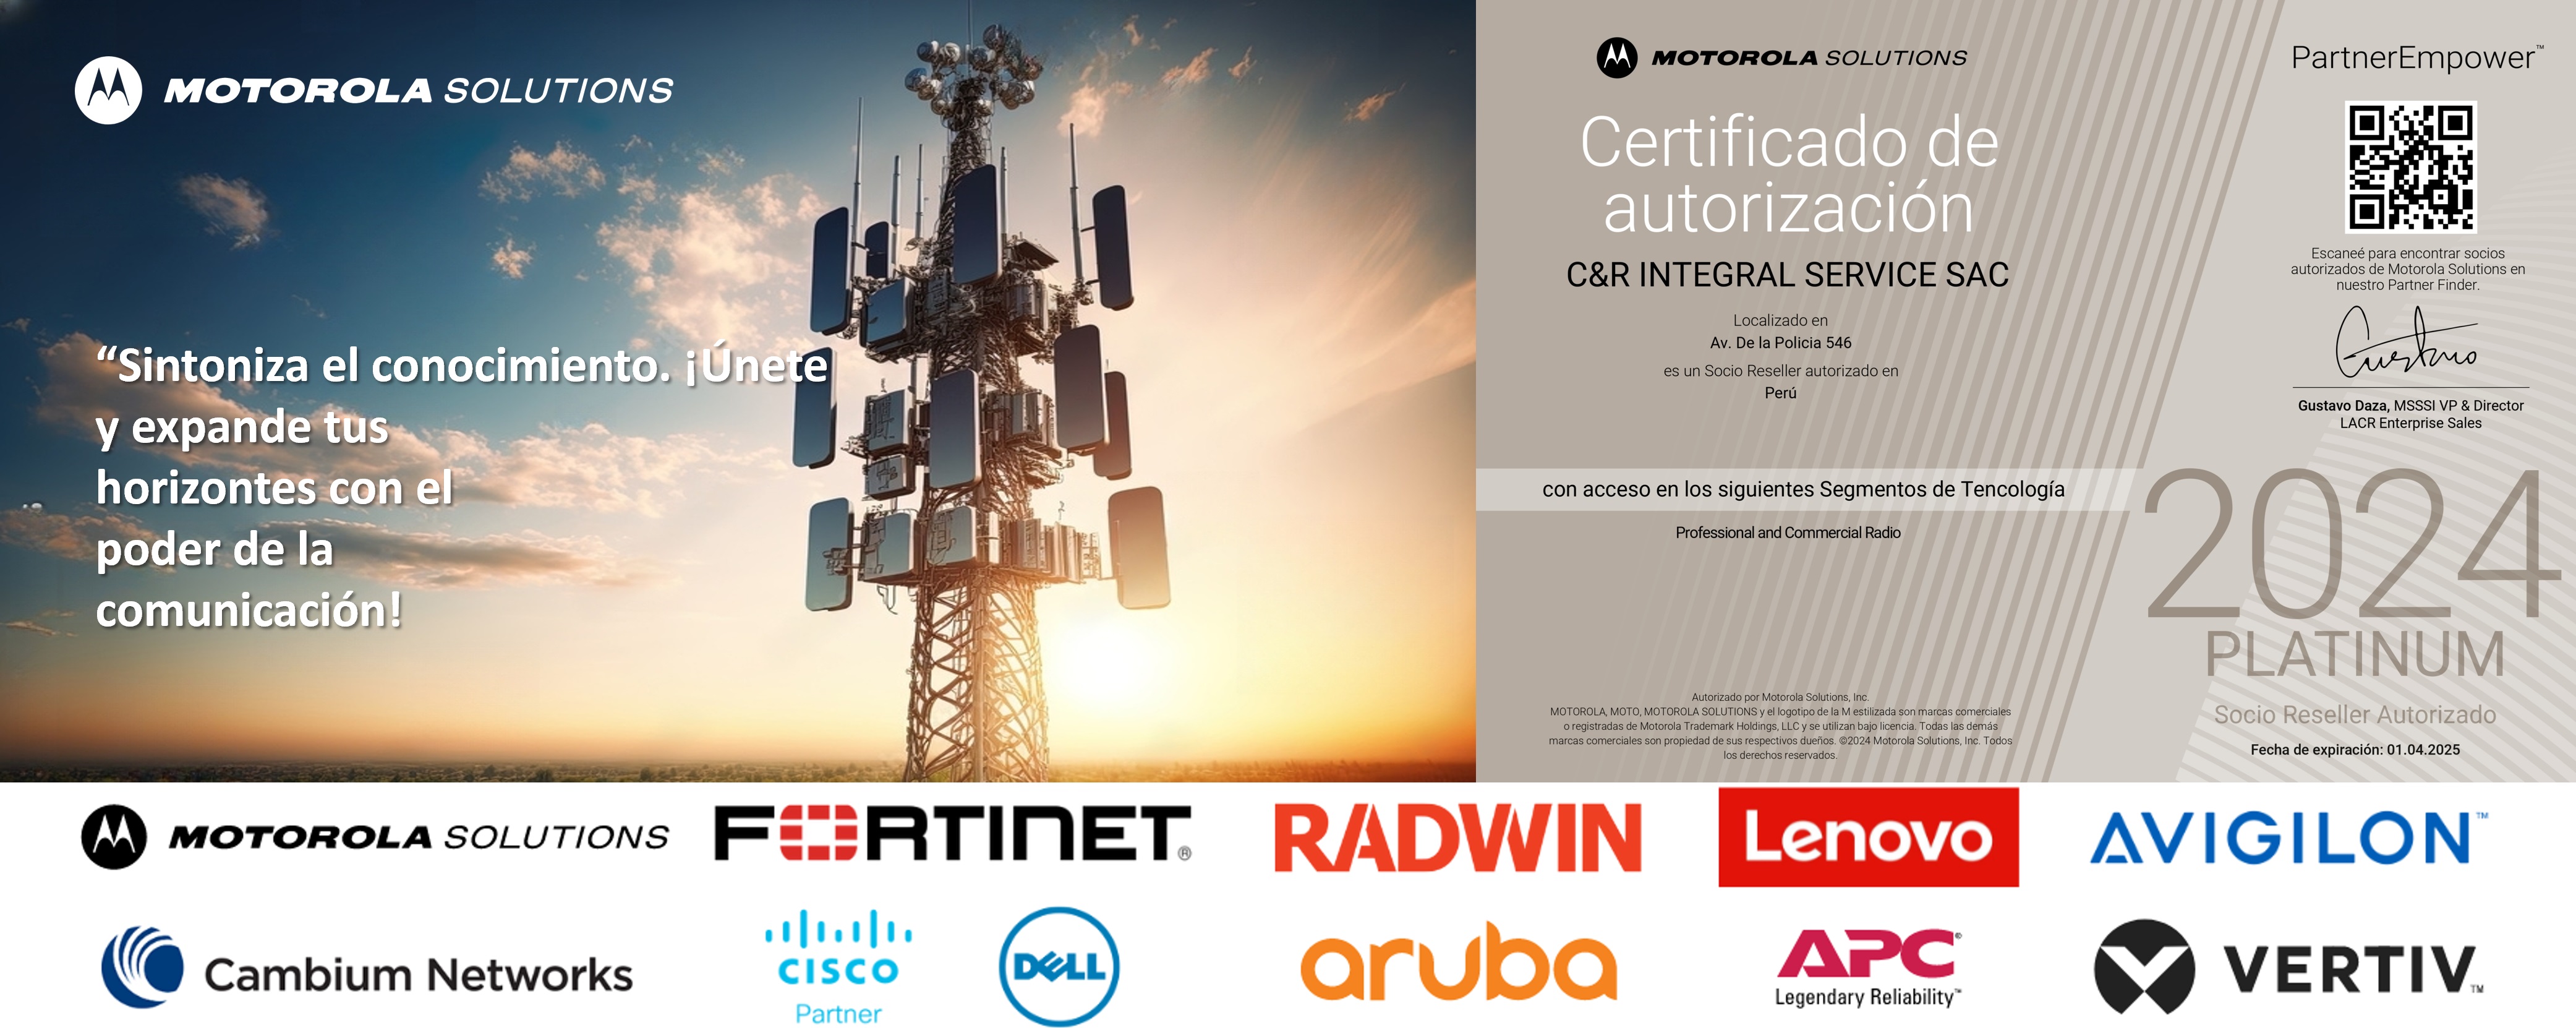 MOTOROLA SOLUTIONS
“Sintoniza el conocimiento. ¡Únete
y expande tus
horizontes con el
poder de la
comunicación!
MOTOROLA SOLUTIONS
Certificado de
autorización
C&R INTEGRAL SERVICE SAC
Localizado en
Av. De la Policia 546
es un Socio Reseller autorizado en
Perú
con acceso en los siguientes Segmentos de Tencología
Professional and Commercial Radio
Autorizado por Motorola Solutions, Inc.
MOTOROLA, MOTO, MOTOROLA SOLUTIONS y el logotipo de la M estilizada son marcas comerciales
o registradas de Motorola Trademark Holdings, LLC y se utilizan bajo licencia. Todas las demás
marcas comerciales son propiedad de sus respectivos dueños. ©2024 Motorola Solutions, Inc. Todos
los derechos reservados.
PartnerEmpower™
Escaneé para encontrar socios
autorizados de Motorola Solutions en
nuestro Partner Finder.
Gustavo
Gustavo Daza, MSSSI VP & Director
LACR Enterprise Sales
2024
PLATINUM
Socio Reseller Autorizado
Fecha de expiración: 01.04.2025
MOTOROLA SOLUTIONS
FORTINET®
RADWIN
Lenovo
AVIGILON™
Cambium Networks
CISCO
Partner
DELL
aruba
APC®
Legendary Reliability™
VERTIV™